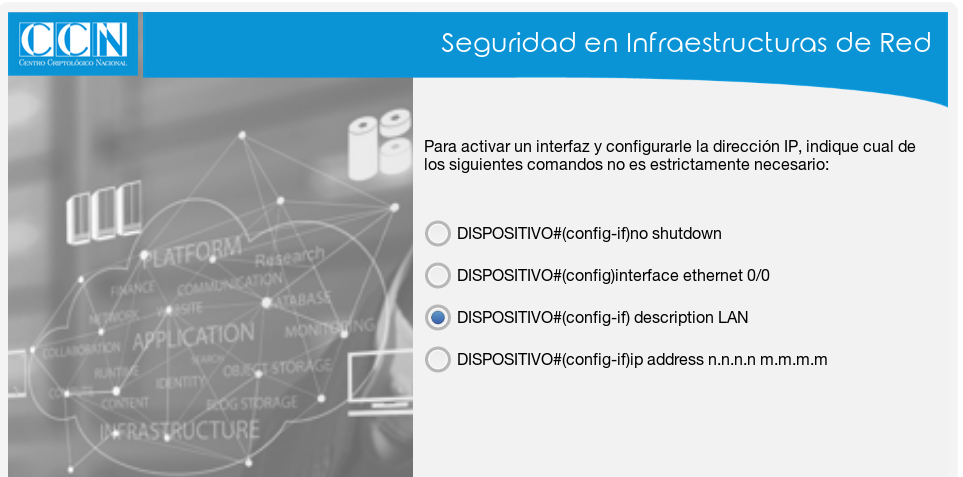 CCN
CENTRO CRIPTOLÓGICO NACIONAL
Seguridad en Infraestructuras de Red
Para activar un interfaz y configurarle la dirección IP, indique cual de
los siguientes comandos no es estrictamente necesario:
DISPOSITIVO#(config-if)no shutdown
DISPOSITIVO#(config)interface ethernet 0/0
DISPOSITIVO#(config-if) description LAN
DISPOSITIVO#(config-if)ip address n.n.n.n m.m.m.m
PLATFORM
Research
FINANCE
COMMUNICATION
NETWORK
WEBSITE
DATABASE
APPLICATION
MONITORING
COLLABORATION
SEARCH
RUNTIME
IDENTITY
OBJECT STORAGE
COMPUTE
CONTENT
BLOG STORAGE
INFRASTRUCTURE